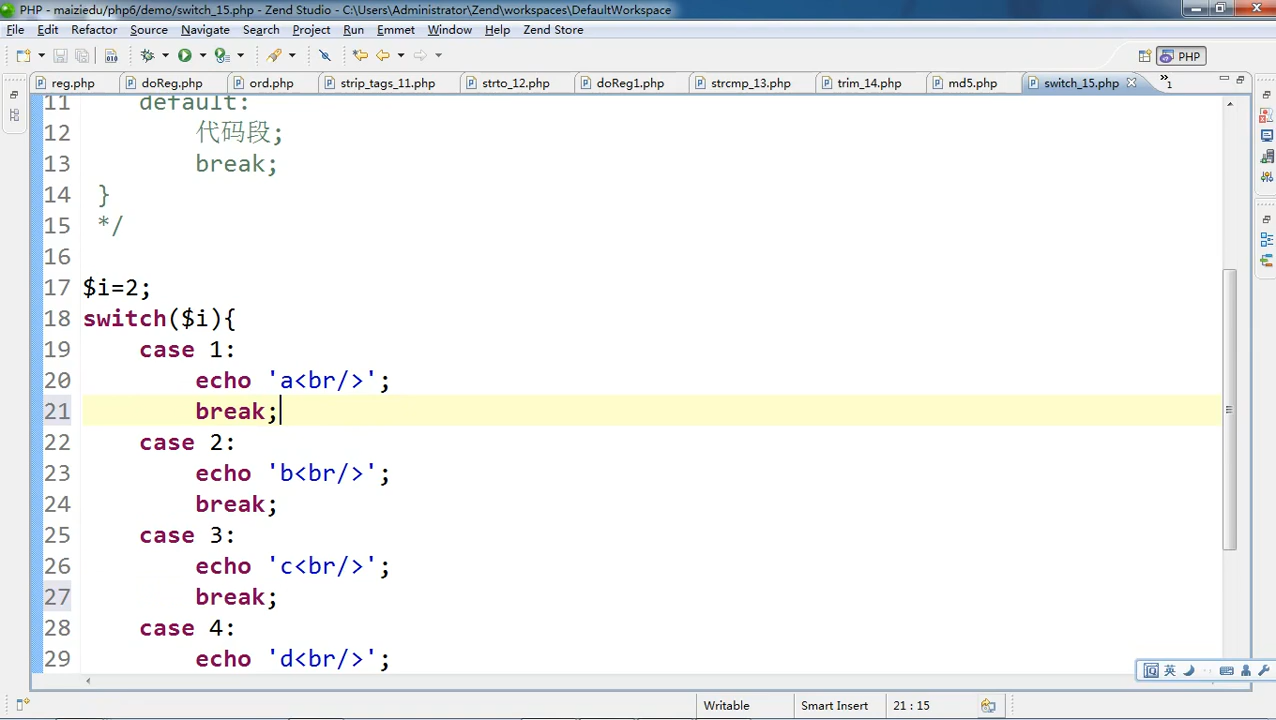 PHP - maiziedu/php6/demo/switch_15.php - Zend Studio - C:\Users\Administrator\Zend\workspaces\DefaultWorkspace
File Edit Refactor Source Navigate Search Project Run Emmet Window Help Zend Store
PHP
reg.php doReg.php ord.php strip_tags_11.php strto_12.php doReg1.php strcmp_13.php trim_14.php md5.php switch_15.php »1
11 default:
12 代码段;
13 break;
14 }
15 */
16
17 $i=2;
18 switch($i){
19 case 1:
20 echo 'a<br/>';
21 break;
22 case 2:
23 echo 'b<br/>';
24 break;
25 case 3:
26 echo 'c<br/>';
27 break;
28 case 4:
29 echo 'd<br/>';
英
Writable Smart Insert 21 : 15